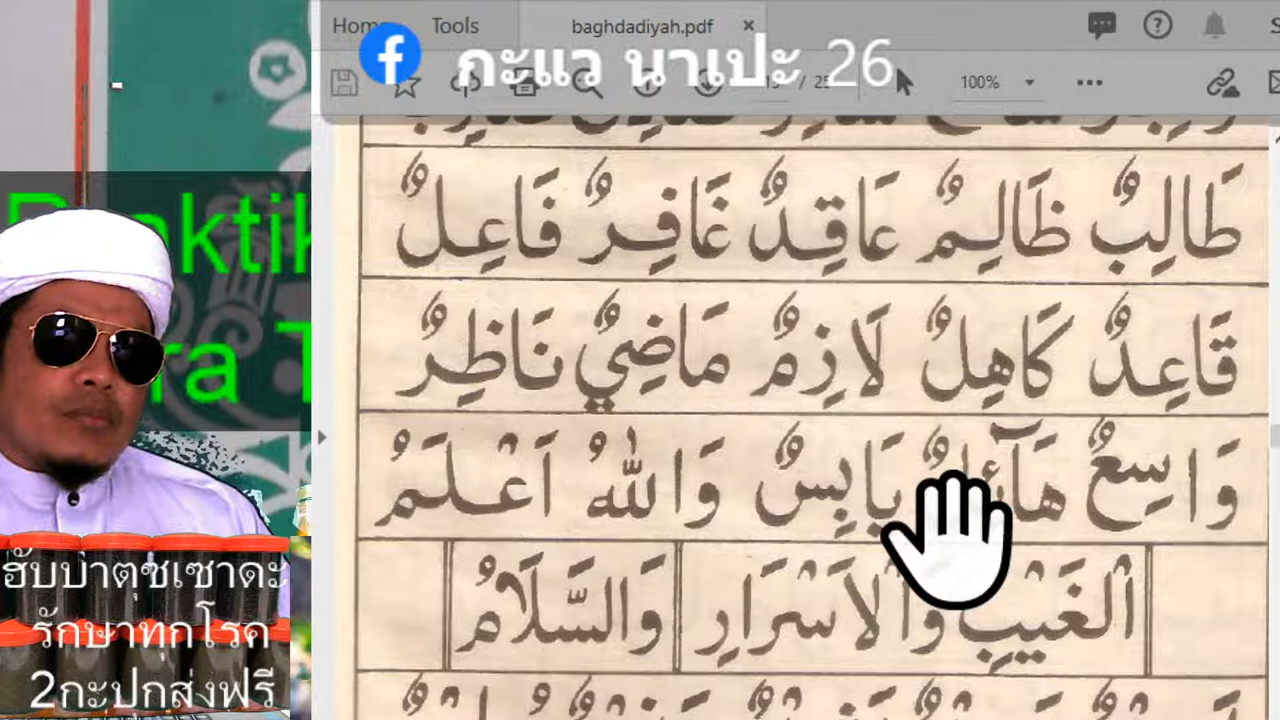 Home Tools baghdadiyah.pdf
กะแว นาเปะ 26
100%
طَالِبٌ ظَالِمٌ عَاقِدٌ غَافِرٌ فَاعِلٌ
قَاعِدٌ كَاهِلٌ لَازِمٌ مَاضِيٌ نَاظِرٌ
وَاسِعٌ يَابِسٌ وَاللهُ اَعْلَمُ
اْلغَيْبِ وَاْلاَسْرَارِ وَالسَّلَامُ
ฮับบาตุซเซาดะ
รักษาทุกโรค
2กะปุกส่งฟรี